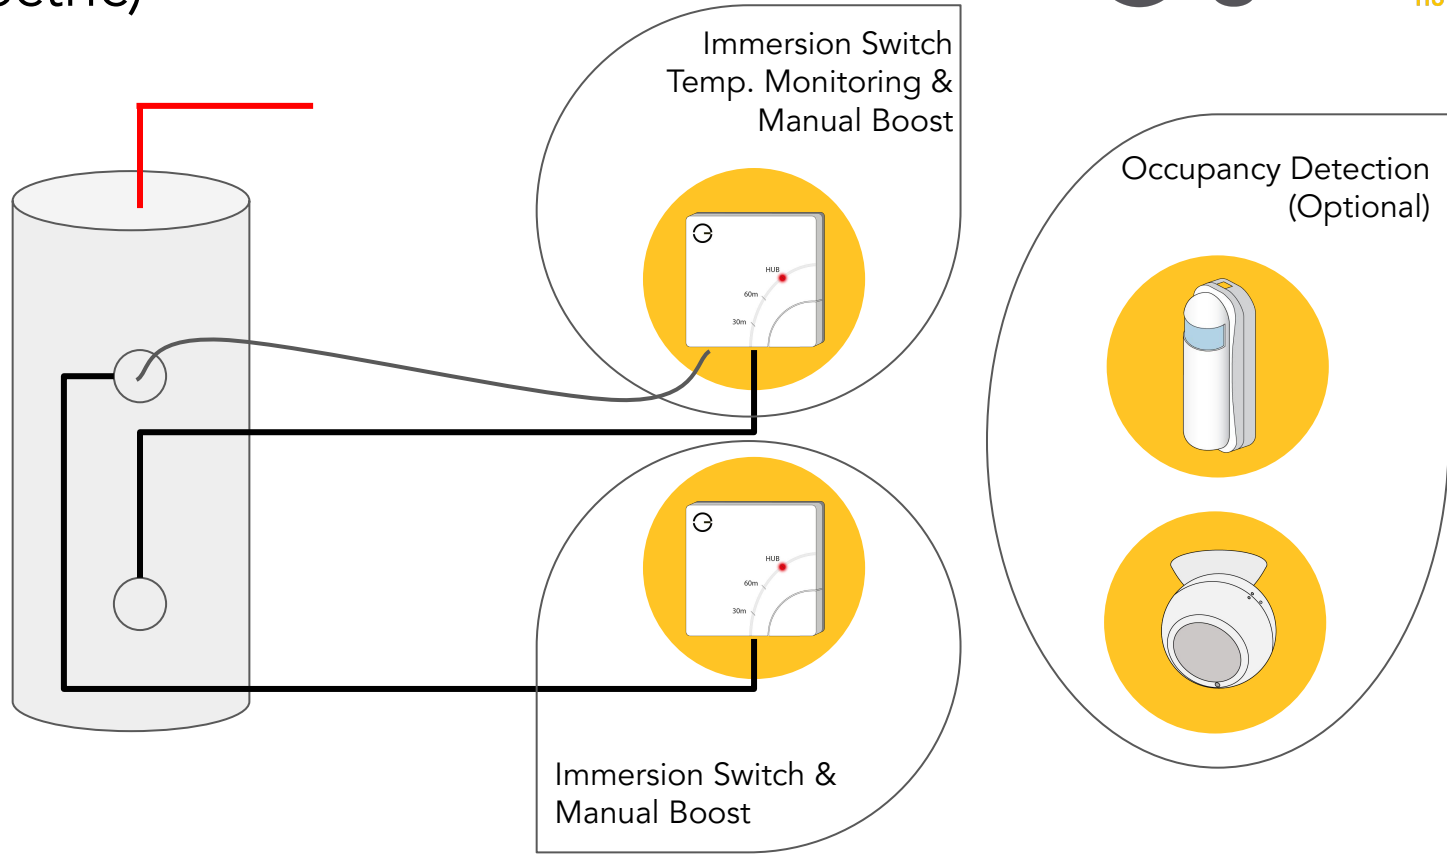 Immersion Switch
Temp. Monitoring &
Manual Boost
HUB
60m
30m
Occupancy Detection
(Optional)
HUB
60m
30m
Immersion Switch &
Manual Boost